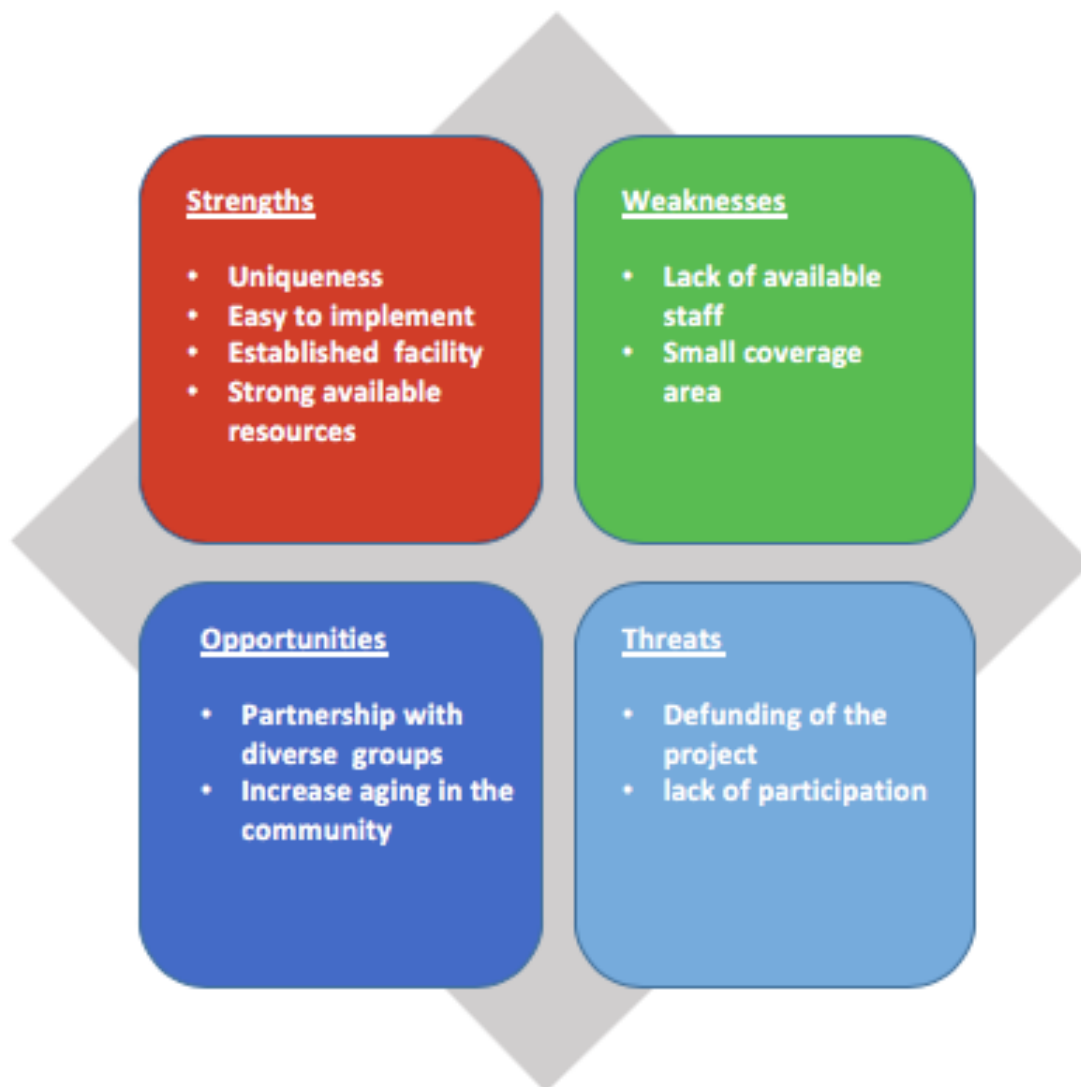 Strengths
• Uniqueness
• Easy to implement
• Established facility
• Strong available
resources
Weaknesses
• Lack of available
staff
• Small coverage
area
Opportunities
• Partnership with
diverse groups
• Increase aging in the
community
Threats
• Defunding of the
project
• lack of participation